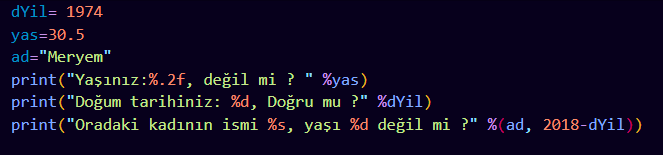 dYil= 1974
yas=30.5
ad="Meryem"
print("Yaşınız:%.2f, değil mi ? " %yas)
print("Doğum tarihiniz: %d, Doğru mu ?" %dYil)
print("Oradaki kadının ismi %s, yaşı %d değil mi ?" %(ad, 2018-dYil))